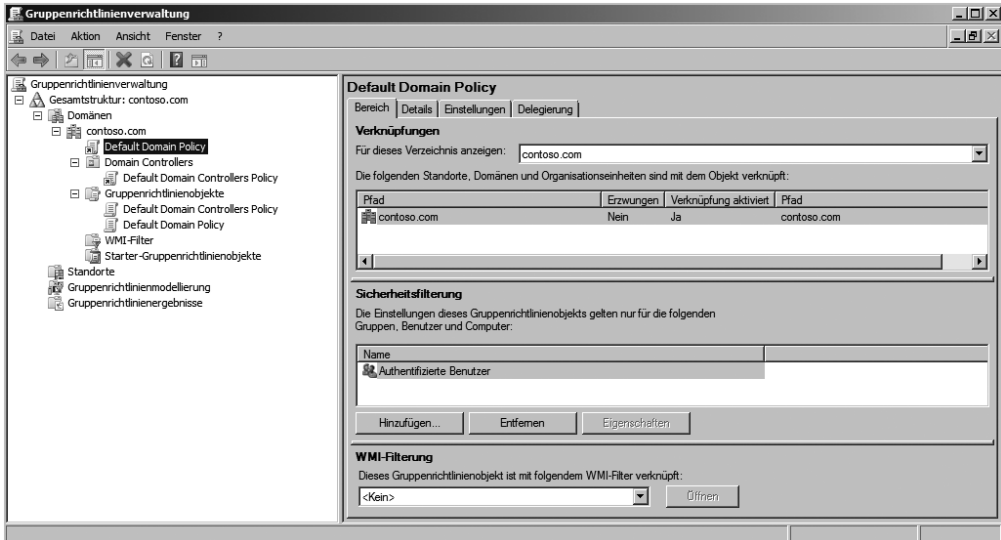 Gruppenrichtlinienverwaltung
Datei Aktion Ansicht Fenster ?
Gruppenrichtlinienverwaltung
Gesamtstruktur: contoso.com
Domänen
contoso.com
Default Domain Policy
Domain Controllers
Default Domain Controllers Policy
Gruppenrichtlinienobjekte
Default Domain Controllers Policy
Default Domain Policy
WMI-Filter
Starter-Gruppenrichtlinienobjekte
Standorte
Gruppenrichtlinienmodellierung
Gruppenrichtlinienergebnisse
Default Domain Policy
Bereich Details Einstellungen Delegierung
Verknüpfungen
Für dieses Verzeichnis anzeigen: contoso.com
Die folgenden Standorte, Domänen und Organisationseinheiten sind mit dem Objekt verknüpft:
Pfad Erzwungen Verknüpfung aktiviert Pfad
contoso.com Nein Ja contoso.com
Sicherheitsfilterung
Die Einstellungen dieses Gruppenrichtlinienobjekts gelten nur für die folgenden
Gruppen, Benutzer und Computer:
Name
Authentifizierte Benutzer
Hinzufügen... Entfernen Eigenschaften
WMI-Filterung
Dieses Gruppenrichtlinienobjekt ist mit folgendem WMI-Filter verknüpft:
<Kein> Öffnen